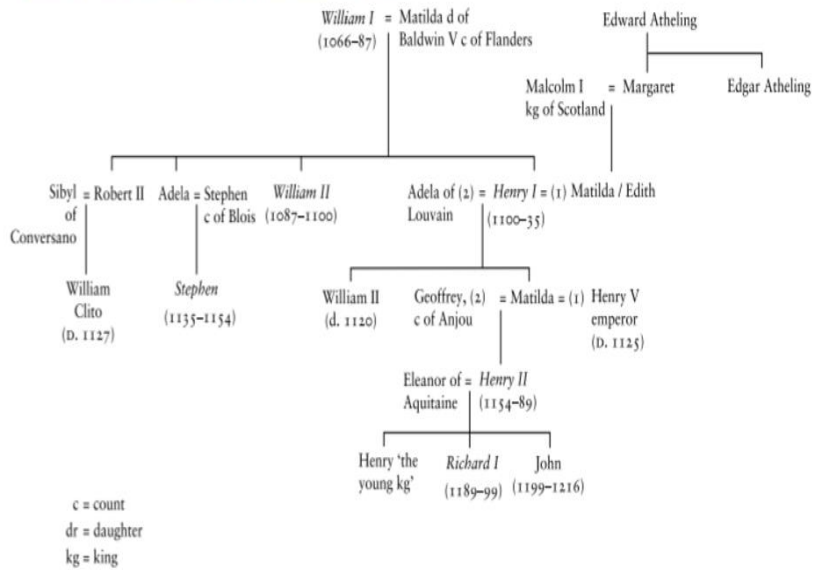 William I = Matilda d of
(1066–87) Baldwin V c of Flanders
Edward Atheling
Malcolm I = Margaret
kg of Scotland
Edgar Atheling
Sibyl = Robert II
of
Conversano
Adela = Stephen
c of Blois
William II
(1087–1100)
Adela of (2) = Henry I = (1) Matilda / Edith
Louvain (1100–35)
William
Clito
(D. 1127)
Stephen
(1135–1154)
William II
(d. 1120)
Geoffrey, (2) = Matilda = (1) Henry V
c of Anjou emperor
(D. 1125)
Eleanor of = Henry II
Aquitaine (1154–89)
Henry ‘the
young kg’
Richard I
(1189–99)
John
(1199–1216)
c = count
dr = daughter
kg = king